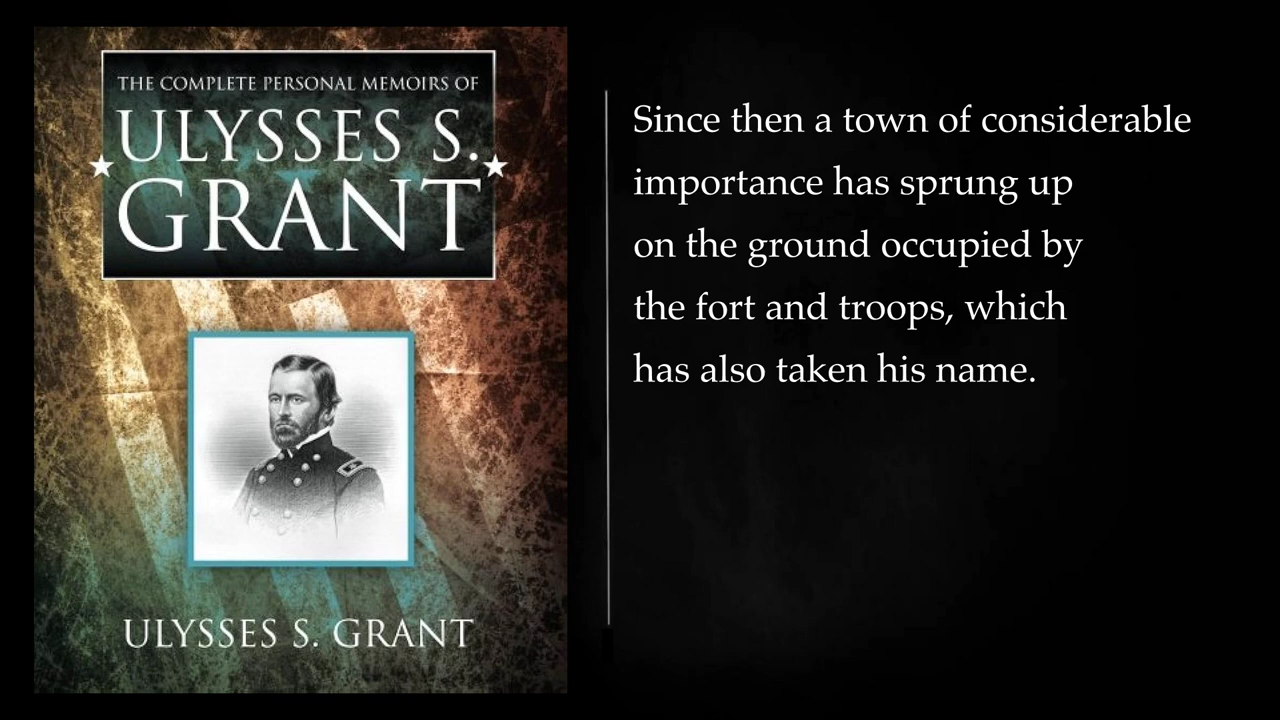 THE COMPLETE PERSONAL MEMOIRS OF
ULYSSES S.
GRANT
ULYSSES S. GRANT
Since then a town of considerable
importance has sprung up
on the ground occupied by
the fort and troops, which
has also taken his name.